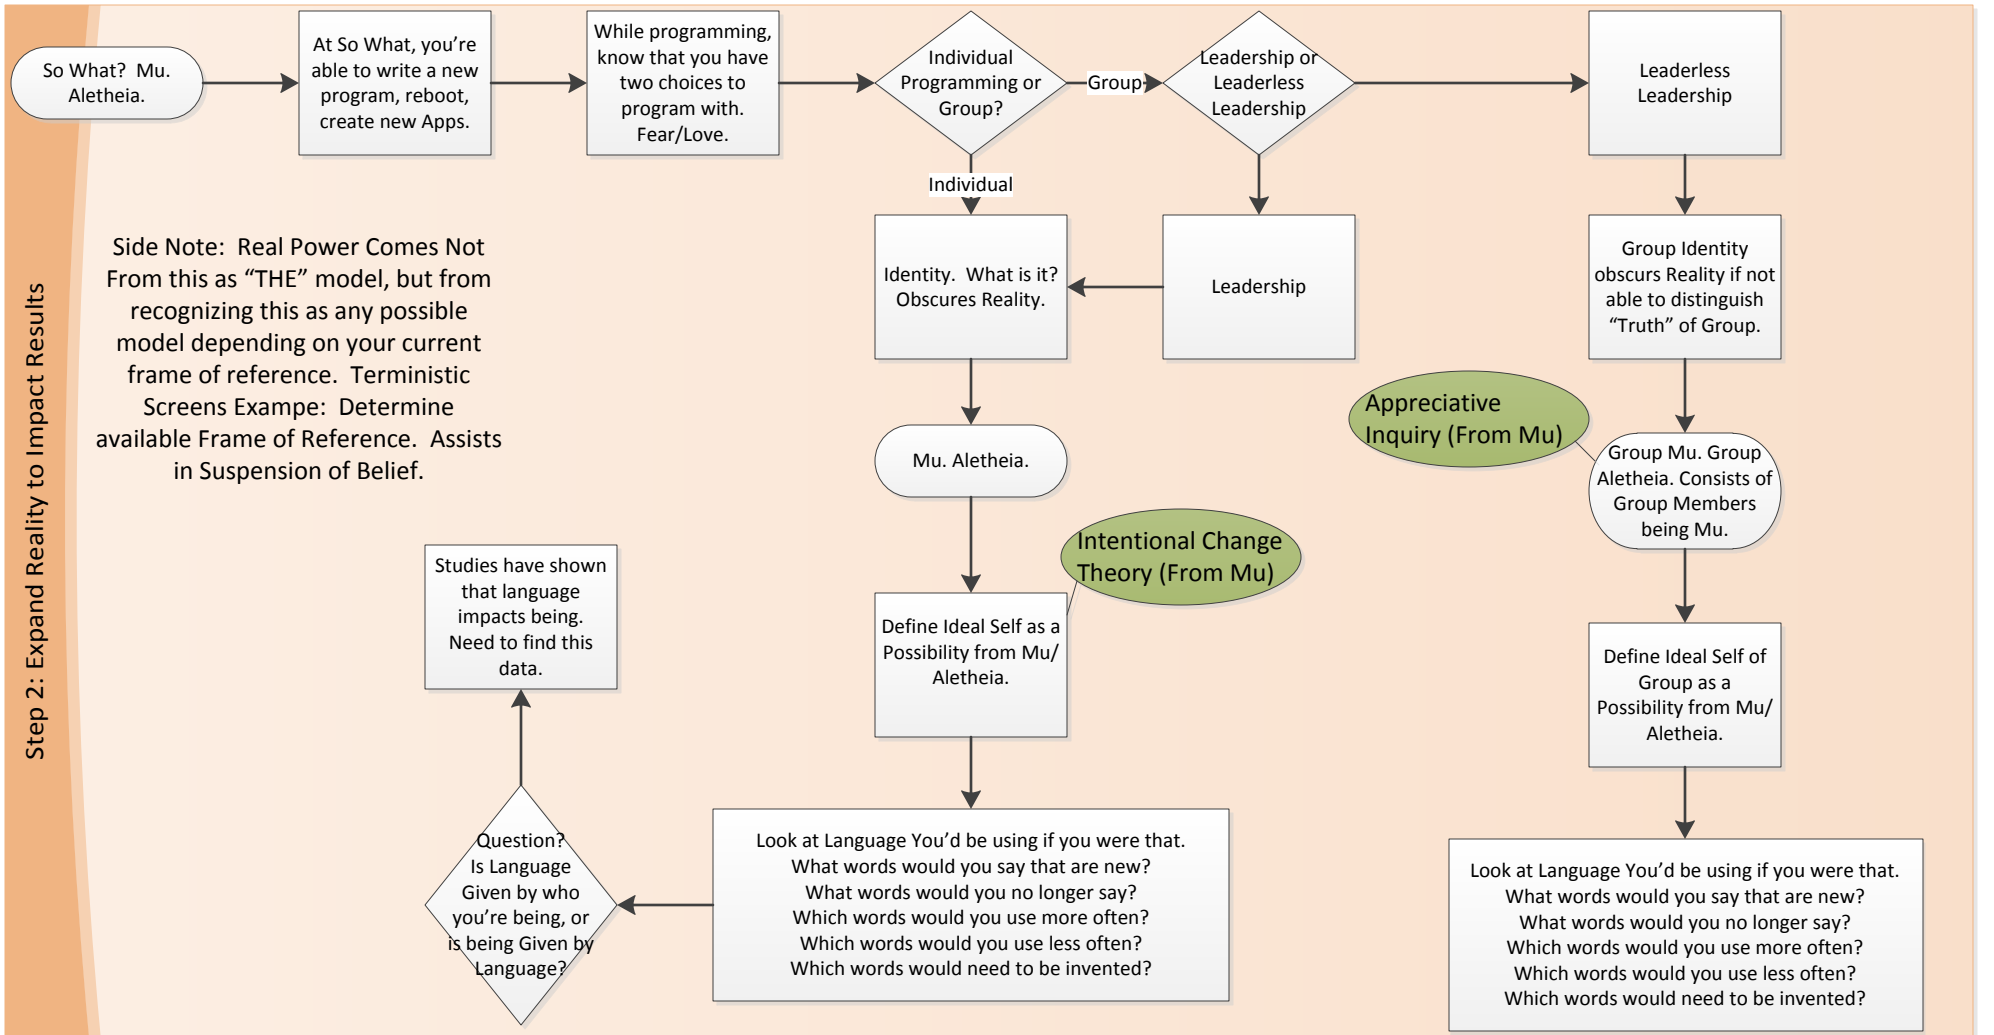 Step 2: Expand Reality to Impact Results
So What?  Mu.
Aletheia.
At So What, you're
able to write a new
program, reboot,
create new Apps.
While programming,
know that you have
two choices to
program with.
Fear/Love.
Individual
Programming or
Group?
Group
Leadership or
Leaderless
Leadership
Leaderless
Leadership
Individual
Side Note:  Real Power Comes Not
From this as “THE” model, but from
recognizing this as any possible
model depending on your current
frame of reference.  Terministic
Screens Exampe:  Determine
available Frame of Reference.  Assists
in Suspension of Belief.
Identity.  What is it?
Obscures Reality.
Leadership
Group Identity
obscurs Reality if not
able to distinguish
“Truth” of Group.
Appreciative
Inquiry (From Mu)
Mu. Aletheia.
Group Mu. Group
Aletheia. Consists of
Group Members
being Mu.
Intentional Change
Theory (From Mu)
Studies have shown
that language
impacts being.
Need to find this
data.
Define Ideal Self as a
Possibility from Mu/
Aletheia.
Define Ideal Self of
Group as a
Possibility from Mu/
Aletheia.
Question?
Is Language
Given by who
you're being, or
is being Given by
Language?
Look at Language You'd be using if you were that.
What words would you say that are new?
What words would you no longer say?
Which words would you use more often?
Which words would you use less often?
Which words would need to be invented?
Look at Language You'd be using if you were that.
What words would you say that are new?
What words would you no longer say?
Which words would you use more often?
Which words would you use less often?
Which words would need to be invented?